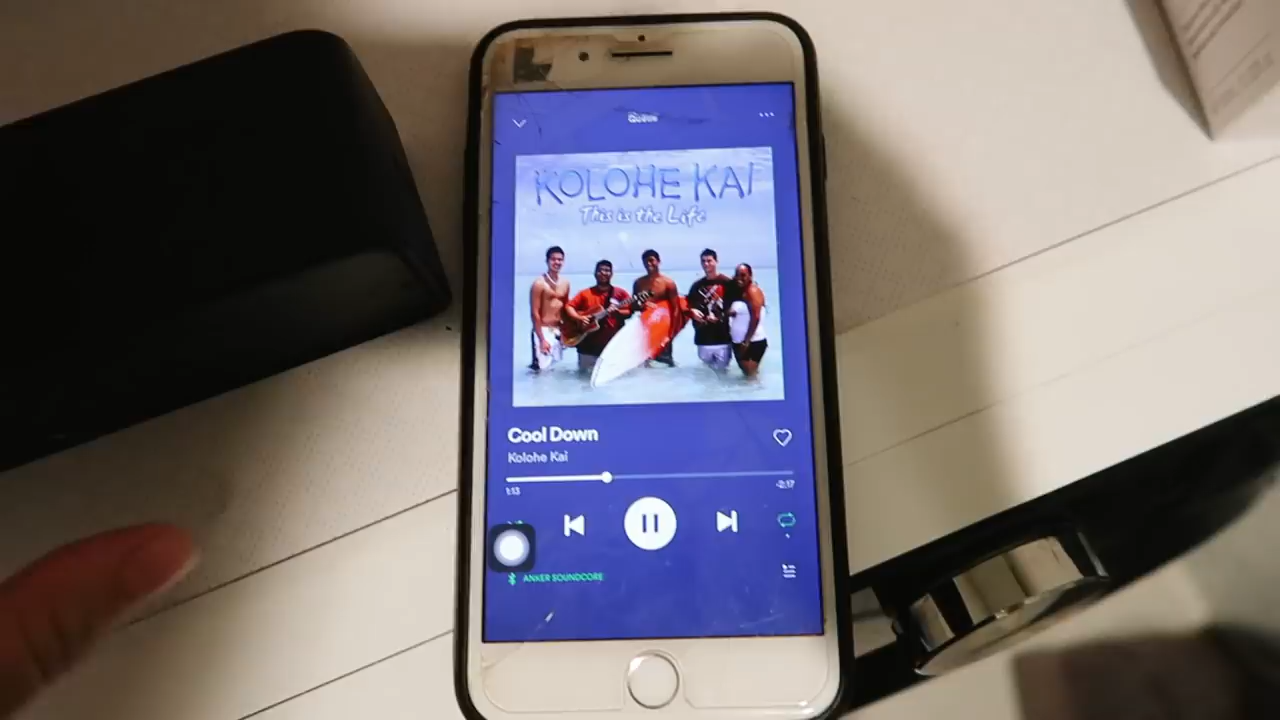 Queue
KOLOHE KAI
This is the Life
Cool Down
Kolohe Kai
1:13
-2:17
ANKER SOUNDCORE